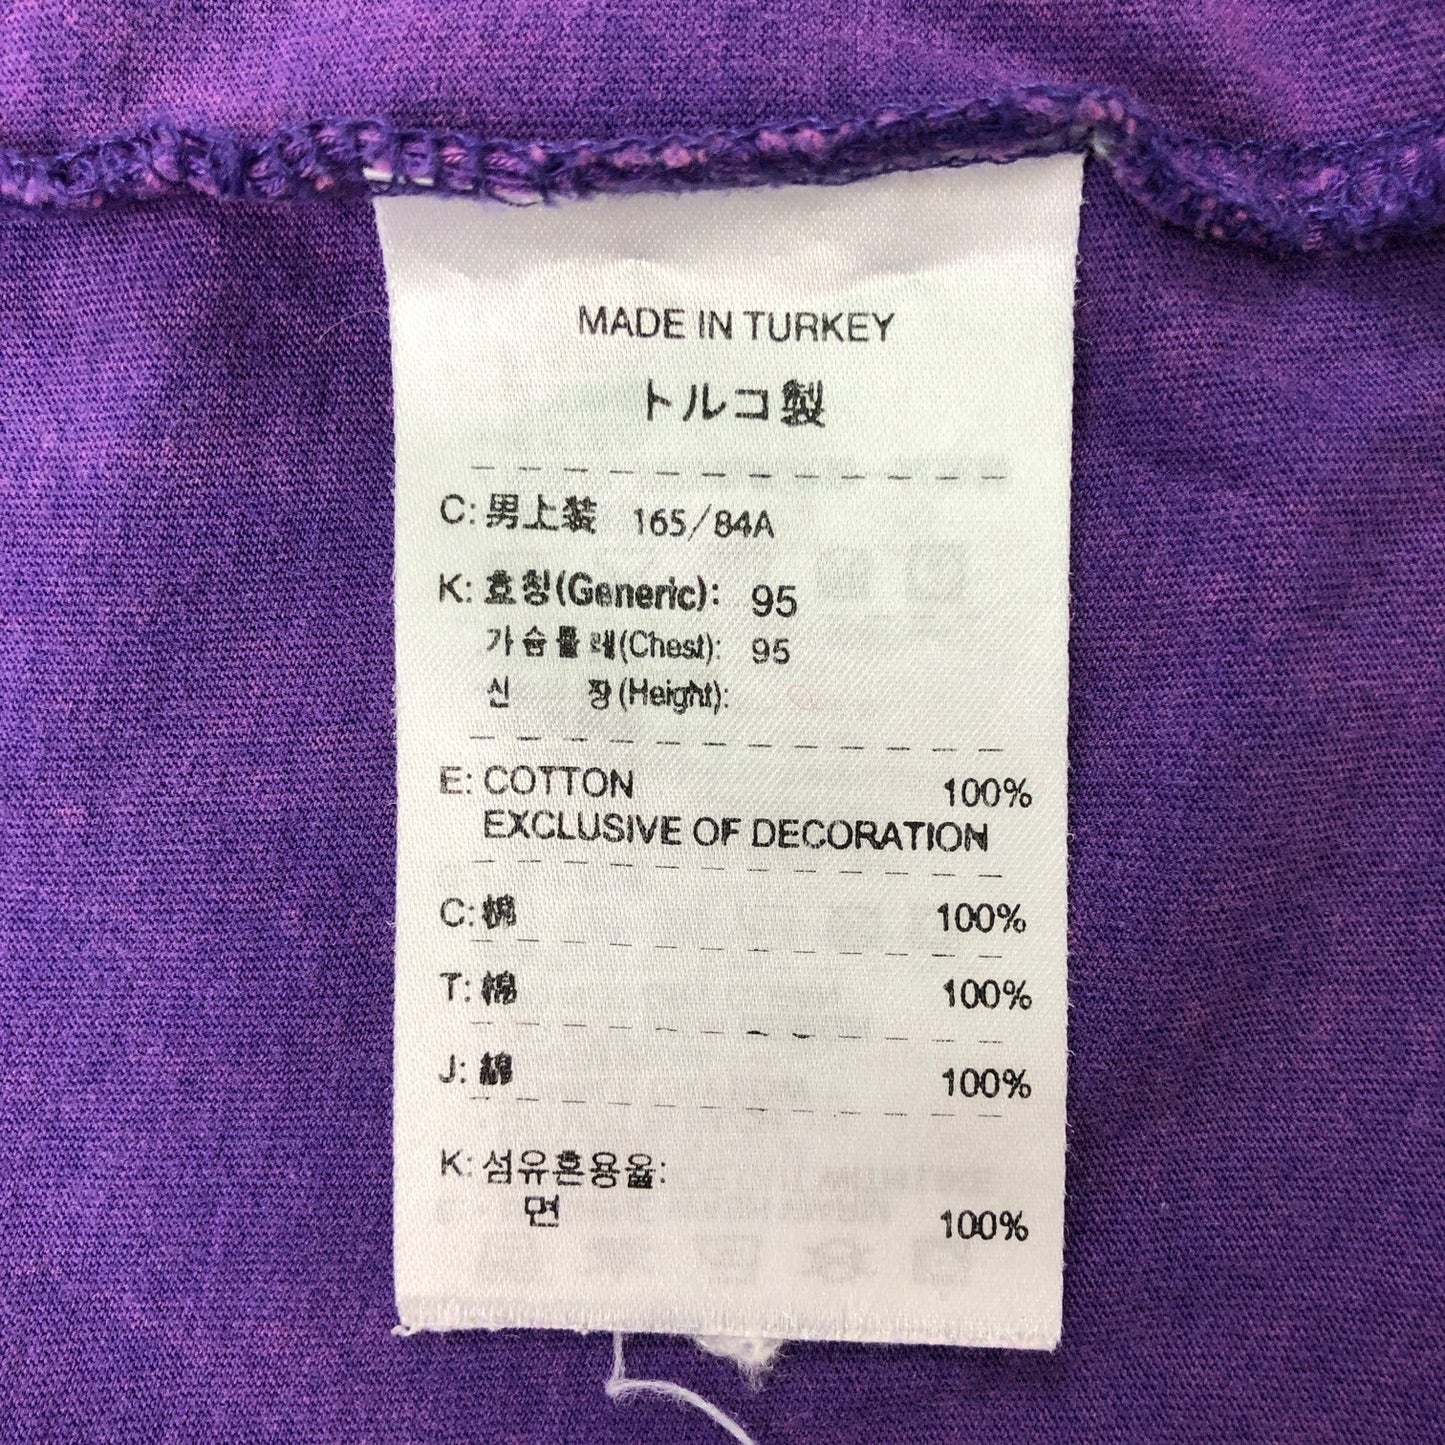 MADE IN TURKEY
トルコ製
C: 男上装 165/84A
K: 호칭(Generic): 95
가슴둘레(Chest): 95
신 장(Height):
E: COTTON 100%
EXCLUSIVE OF DECORATION
C: 棉 100%
T: 棉 100%
J: 綿 100%
K: 섬유혼용율:
면 100%